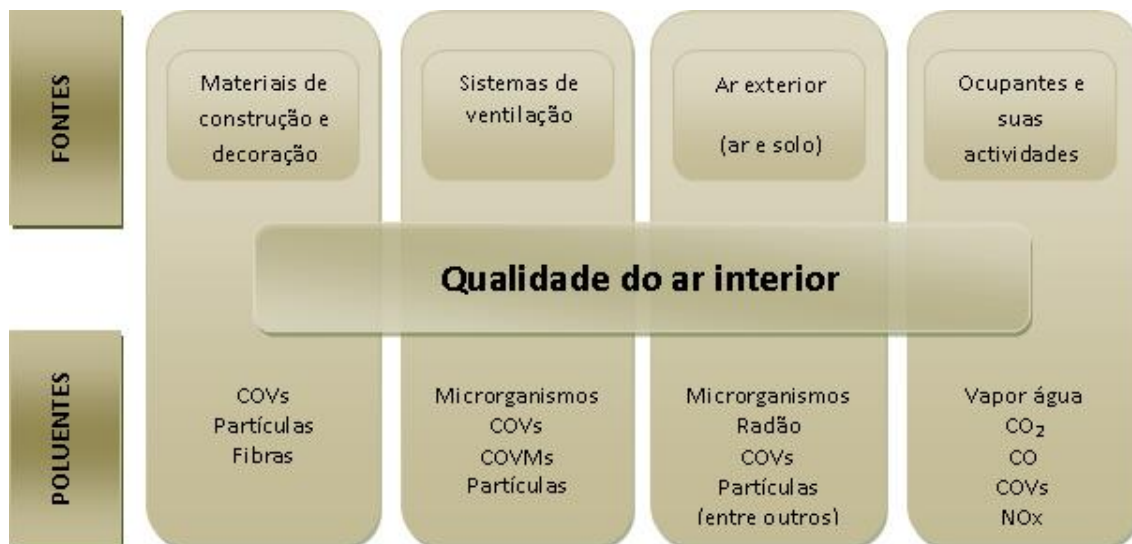 FONTES
Materiais de
construção e
decoração
Sistemas de
ventilação
Ar exterior
(ar e solo)
Ocupantes e
suas
actividades
Qualidade do ar interior
POLUENTES
COVs
Partículas
Fibras
Microrganismos
COVs
COVMs
Partículas
Microrganismos
Radão
COVs
Partículas
(entre outros)
Vapor água
CO₂
CO
COVs
NOx